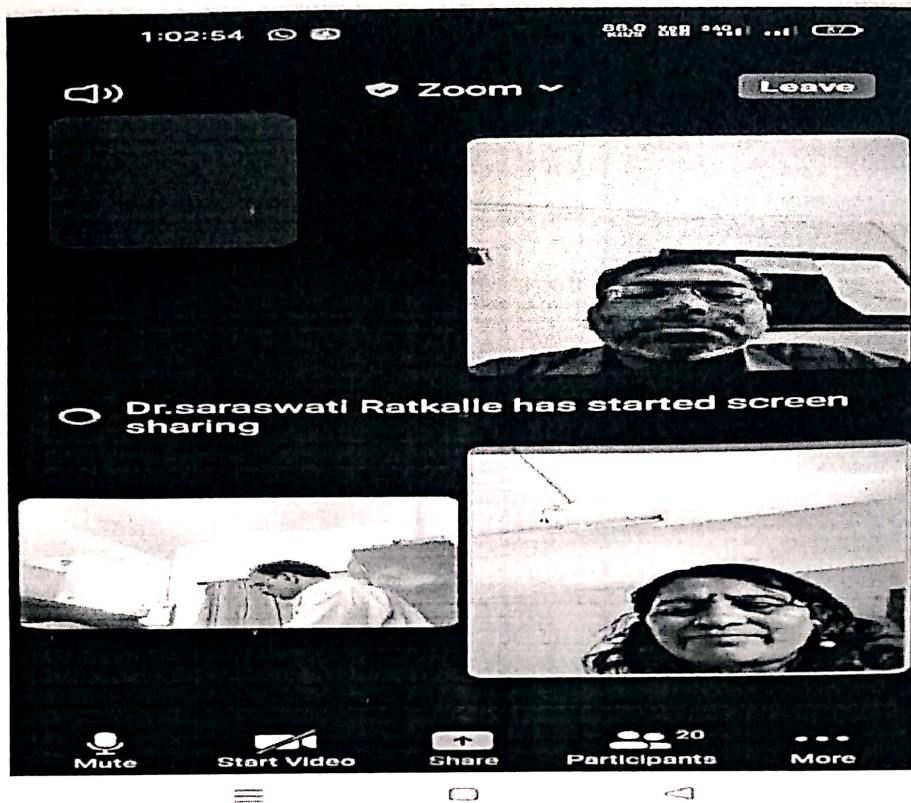 1:02:54
Zoom
Leave
Dr.saraswati Ratkalle has started screen
sharing
Mute
Start Video
Share
Participants
20
More